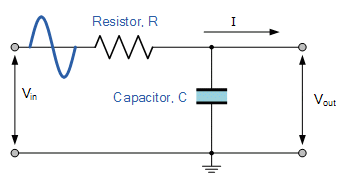 Resistor, R
I
Vin
Capacitor, C
Vout